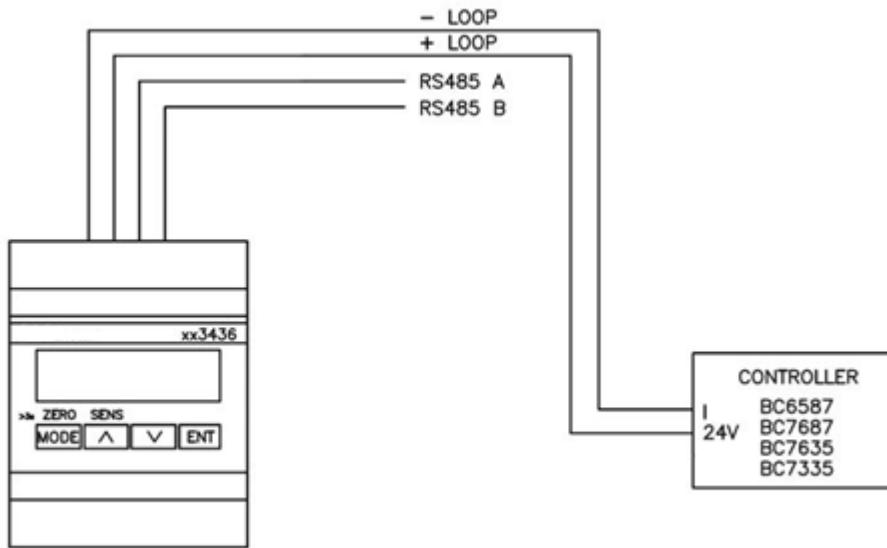 - LOOP
+ LOOP
RS485 A
RS485 B
xx3436
ZERO SENS
MODE ENT
CONTROLLER
I BC6587
24V BC7687
BC7635
BC7335